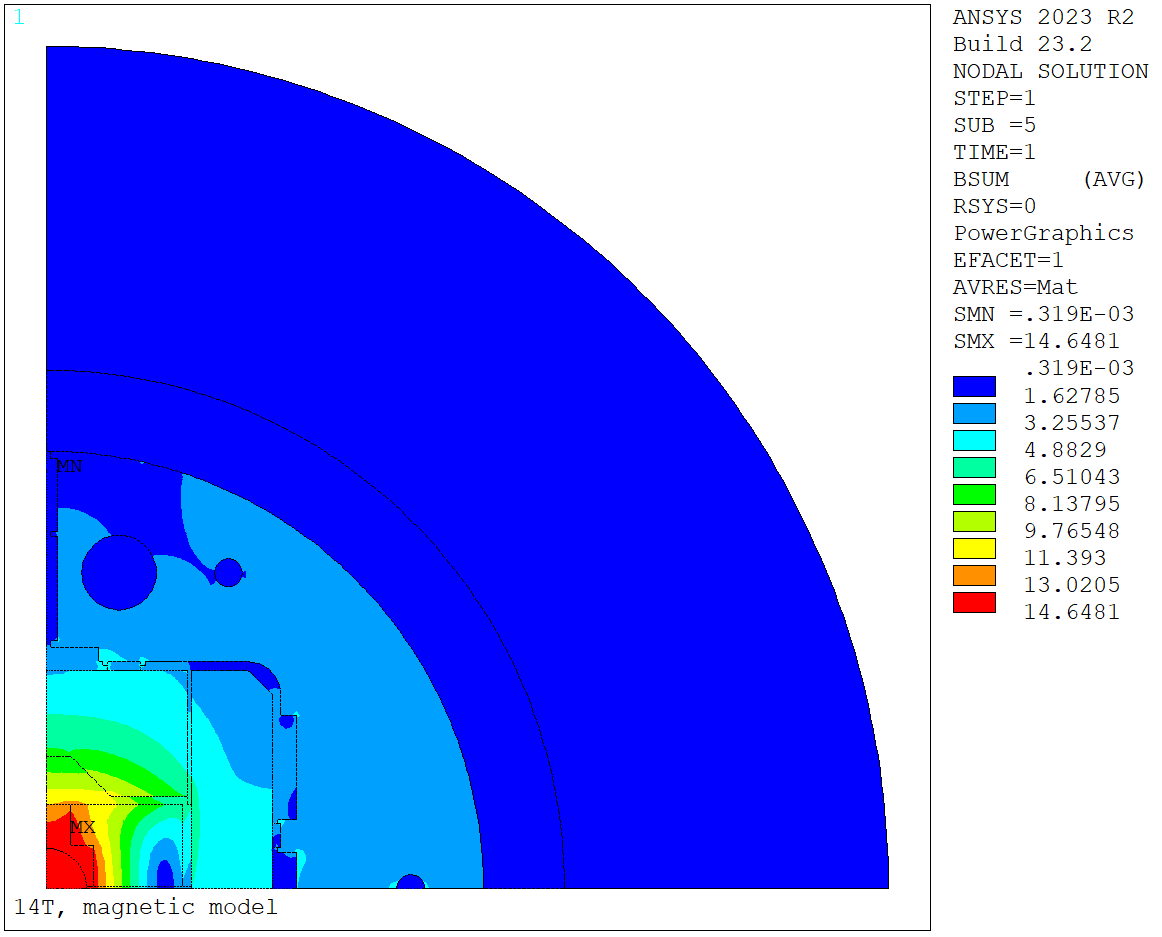 1
ANSYS 2023 R2
Build 23.2
NODAL SOLUTION
STEP=1
SUB =5
TIME=1
BSUM     (AVG)
RSYS=0
PowerGraphics
EFACET=1
AVRES=Mat
SMN =.319E-03
SMX =14.6481
.319E-03
1.62785
3.25537
4.8829
6.51043
8.13795
9.76548
11.393
13.0205
14.6481
MN
MX
14T, magnetic model